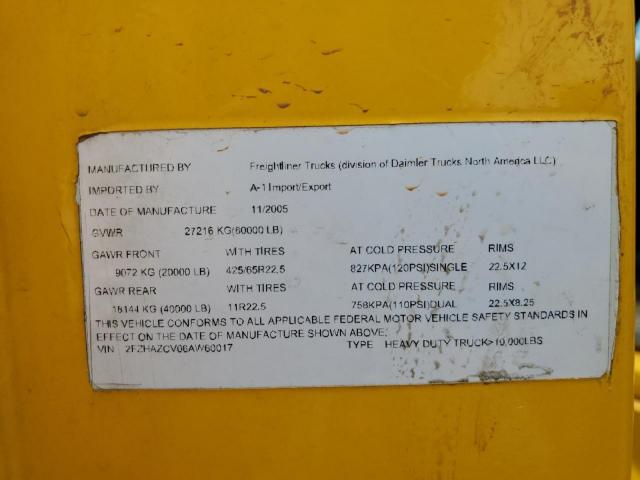 MANUFACTURED BY Freightliner Trucks (division of Daimler Trucks North America LLC)
IMPORTED BY A-1 Import/Export
DATE OF MANUFACTURE 11/2005
GVWR 27216 KG(60000 LB)
GAWR FRONT WITH TIRES AT COLD PRESSURE RIMS
9072 KG (20000 LB) 425/65R22.5 827KPA(120PSI)SINGLE 22.5X12
GAWR REAR WITH TIRES AT COLD PRESSURE RIMS
18144 KG (40000 LB) 11R22.5 758KPA(110PSI)DUAL 22.5X8.25
THIS VEHICLE CONFORMS TO ALL APPLICABLE FEDERAL MOTOR VEHICLE SAFETY STANDARDS IN
EFFECT ON THE DATE OF MANUFACTURE SHOWN ABOVE.
VIN 2FZHAZCV06AW60017 TYPE HEAVY DUTY TRUCK>10,000LBS